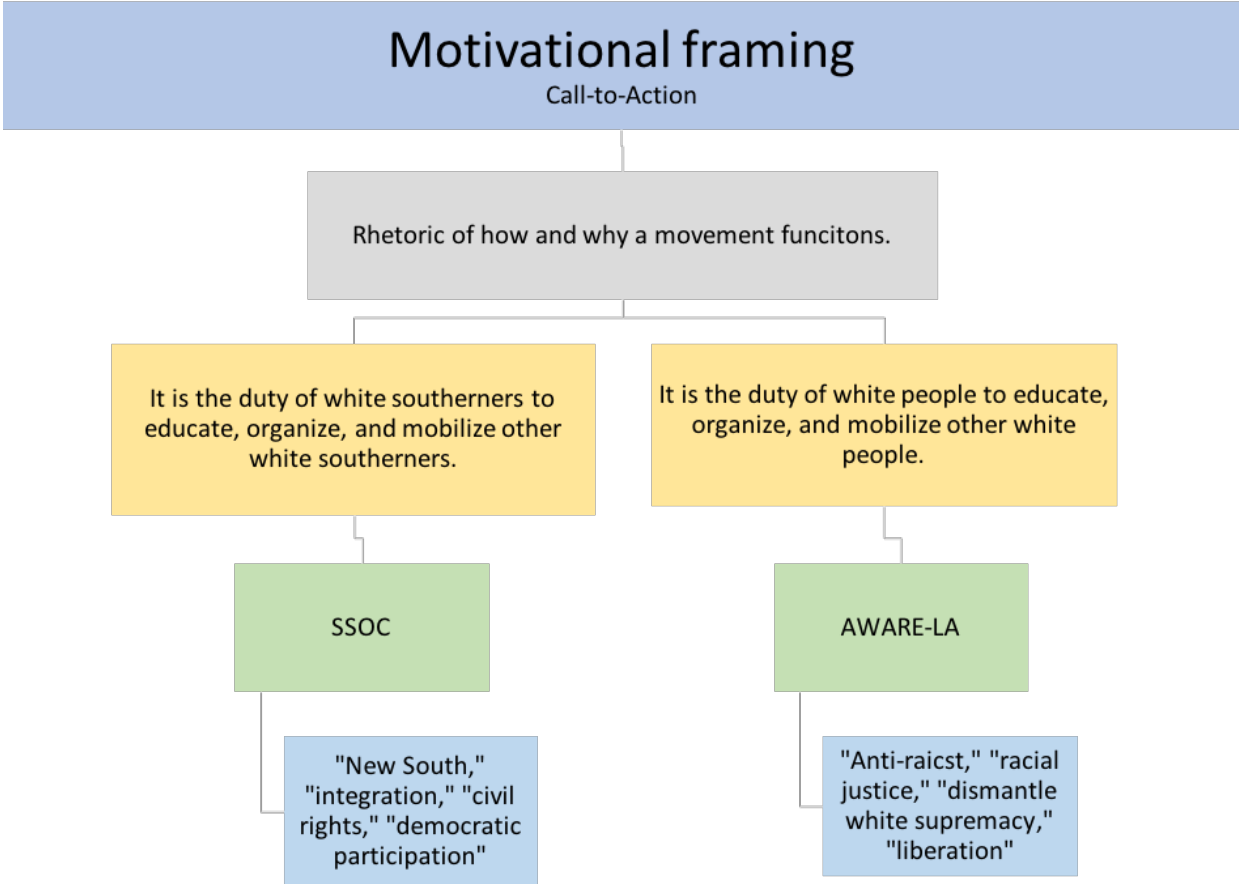 Motivational framing
Call-to-Action
Rhetoric of how and why a movement funcitons.
It is the duty of white southerners to
educate, organize, and mobilize other
white southerners.
It is the duty of white people to educate,
organize, and mobilize other white
people.
SSOC
AWARE-LA
"New South,"
"integration," "civil
rights," "democratic
participation"
"Anti-raicst," "racial
justice," "dismantle
white supremacy,"
"liberation"